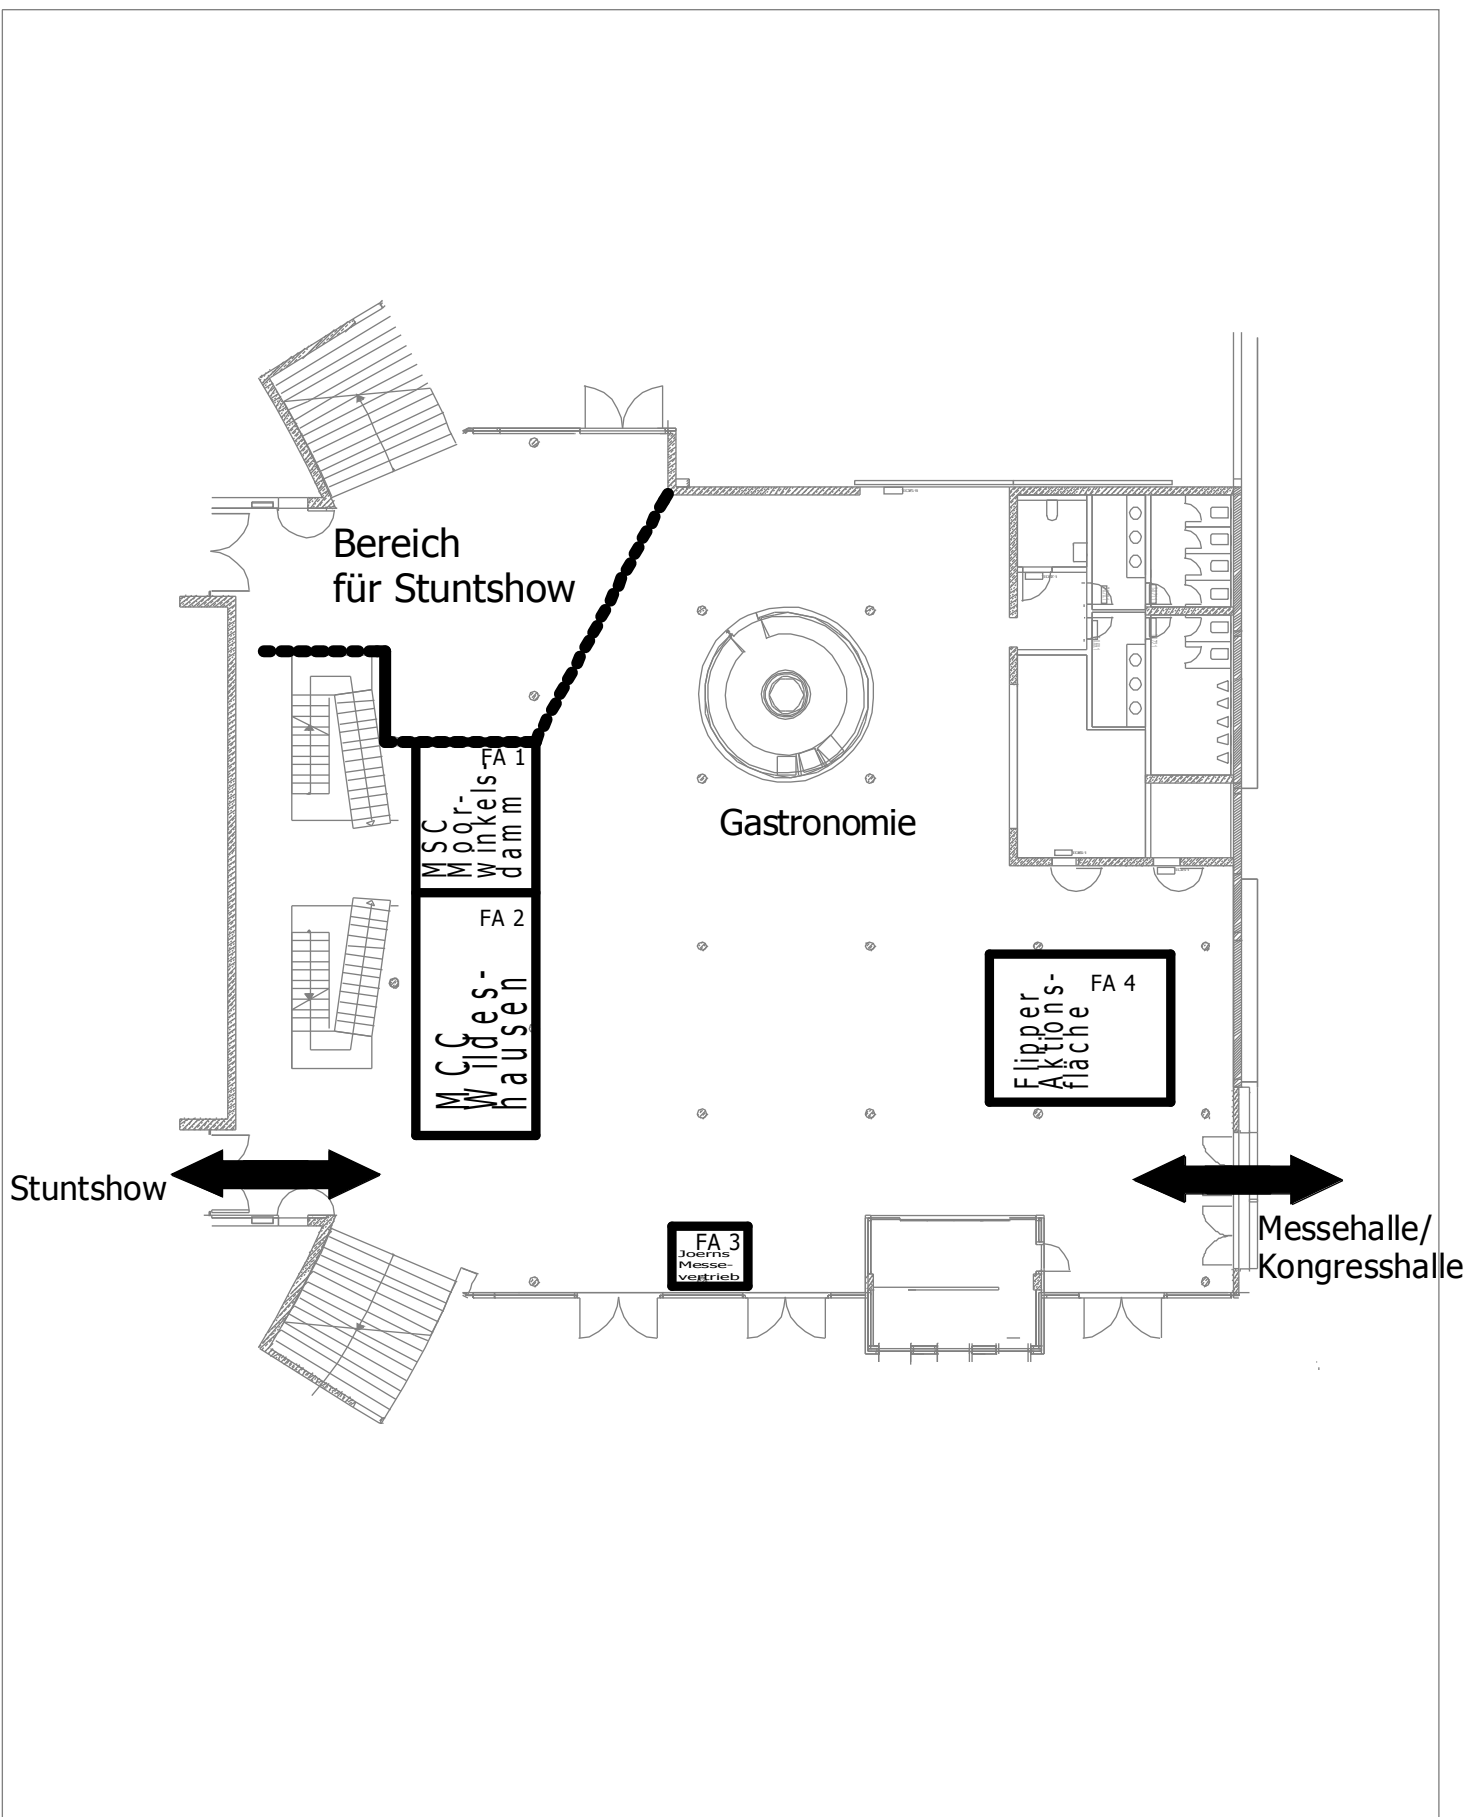 Bereich
für Stuntshow
FA 1
MSC
Moor-
winkels-
damm
Gastronomie
FA 2
MCC
Wildes-
hausen
FA 4
Flipper
Aktions-
fläche
Stuntshow
Messehalle/
Kongresshalle
FA 3
Joerns
Messe-
vertrieb